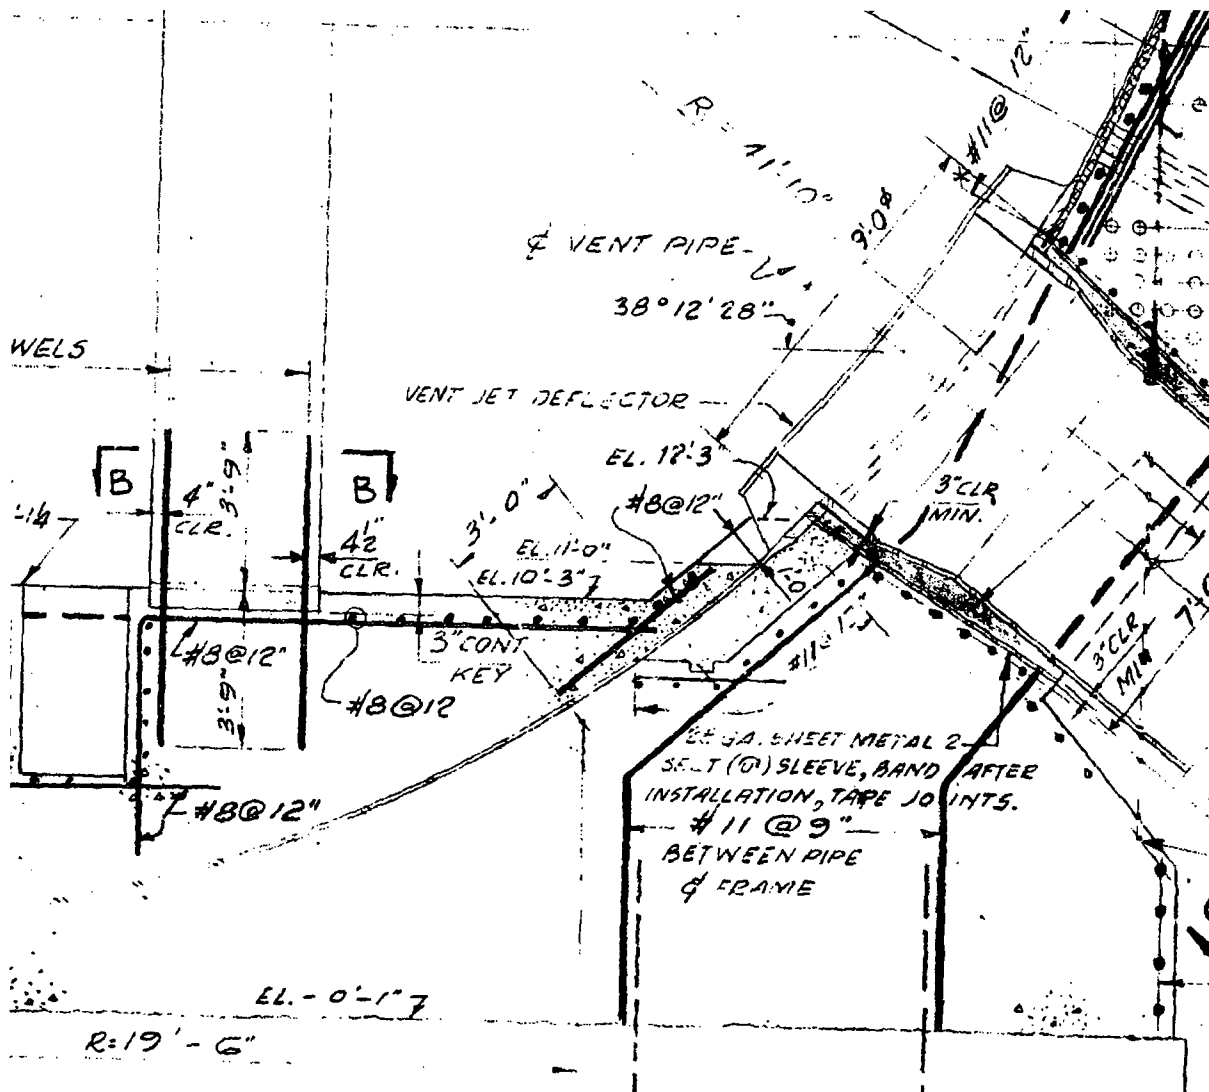 12"
*#11@
R = 41'-10"
9'-0⌀
₵ VENT PIPE
38°12'28"
WELS
VENT JET DEFLECTOR
EL. 12'-3"
#8@12"
3" CLR
MIN.
B
B
4"
CLR.
3'-9"
4½"
CLR.
3'-0"
EL. 11'-0"
EL. 10'-3"
#8@12"
3" CONT
KEY
#8@12
3'-9"
#11@
3" CLR
MIN
GA. SHEET METAL 2
SLEEVE, BAND AFTER
INSTALLATION, TAPE JOINTS.
#8@12"
#11 @ 9"
BETWEEN PIPE
₵ FRAME
EL. - 0'-1"
R=19'-6"